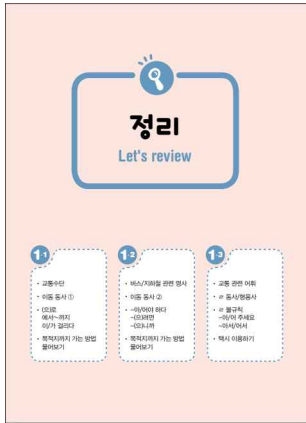 정리
Let's review
1-1
• 교통수단
• 이동 동사 ①
• (으)로
에서~까지
이/가 걸리다
• 목적지까지 가는 방법
물어보기
1-2
• 버스/지하철 관련 명사
• 이동 동사 ②
• -아/어야 하다
-(으)려면
-(으)니까
• 목적지까지 가는 방법
물어보기
1-3
• 교통 관련 어휘
• 르 동사/형용사
• 르 불규칙
-아/어 주세요
-아서/어서
• 택시 이용하기